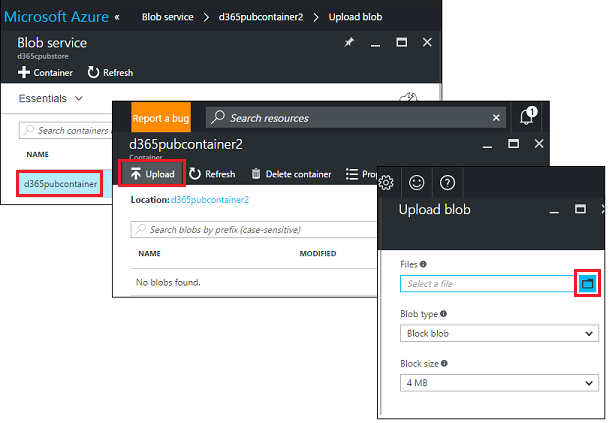 Microsoft Azure « Blob service > d365pubcontainer2 > Upload blob
Blob service
d365cpubstore
Container Refresh
Essentials
Search containers
NAME
d365pubcontainer
Report a bug Search resources 1
d365pubcontainer2
Container
Upload Refresh Delete container Prop
Location: d365pubcontainer2
Search blobs by prefix (case-sensitive)
NAME MODIFIED
No blobs found.
Upload blob
Files
Select a file
Blob type
Block blob
Block size
4 MB